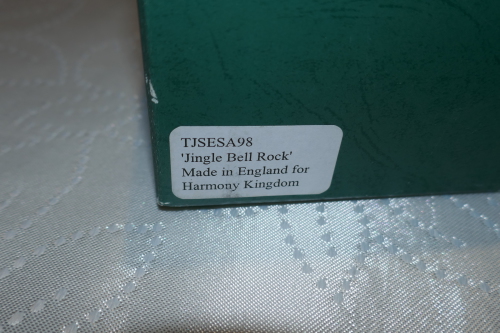 TJSESA98
'Jingle Bell Rock'
Made in England for
Harmony Kingdom